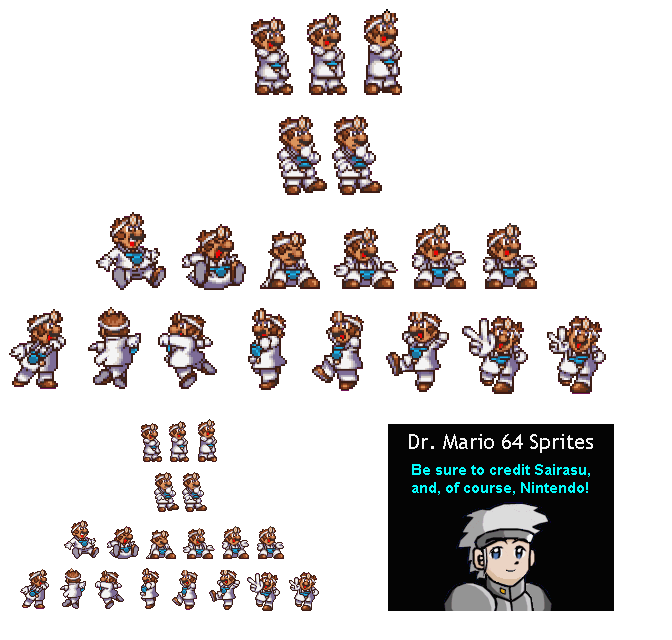 Dr. Mario 64 Sprites
Be sure to credit Sairasu,
and, of course, Nintendo!